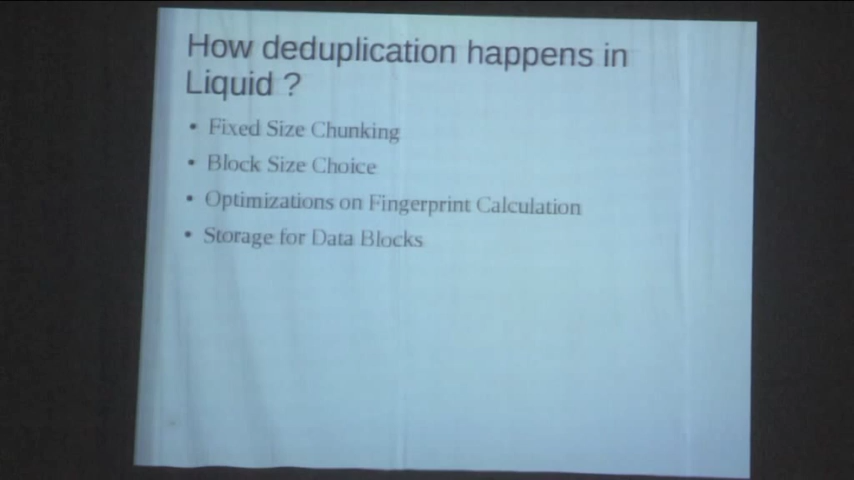 How deduplication happens in
Liquid ?
• Fixed Size Chunking
• Block Size Choice
• Optimizations on Fingerprint Calculation
• Storage for Data Blocks